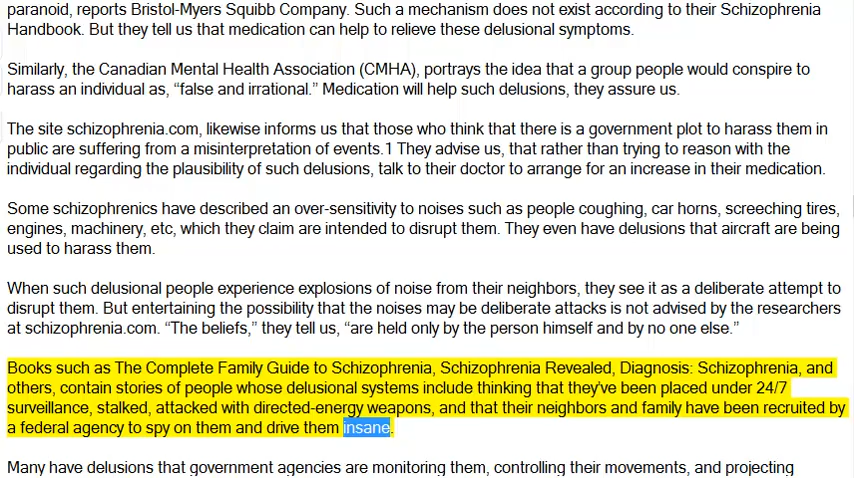 paranoid, reports Bristol-Myers Squibb Company. Such a mechanism does not exist according to their Schizophrenia
Handbook. But they tell us that medication can help to relieve these delusional symptoms.
Similarly, the Canadian Mental Health Association (CMHA), portrays the idea that a group people would conspire to
harass an individual as, “false and irrational.” Medication will help such delusions, they assure us.
The site schizophrenia.com, likewise informs us that those who think that there is a government plot to harass them in
public are suffering from a misinterpretation of events.1 They advise us, that rather than trying to reason with the
individual regarding the plausibility of such delusions, talk to their doctor to arrange for an increase in their medication.
Some schizophrenics have described an over-sensitivity to noises such as people coughing, car horns, screeching tires,
engines, machinery, etc, which they claim are intended to disrupt them. They even have delusions that aircraft are being
used to harass them.
When such delusional people experience explosions of noise from their neighbors, they see it as a deliberate attempt to
disrupt them. But entertaining the possibility that the noises may be deliberate attacks is not advised by the researchers
at schizophrenia.com. “The beliefs,” they tell us, “are held only by the person himself and by no one else.”
Books such as The Complete Family Guide to Schizophrenia, Schizophrenia Revealed, Diagnosis: Schizophrenia, and
others, contain stories of people whose delusional systems include thinking that they've been placed under 24/7
surveillance, stalked, attacked with directed-energy weapons, and that their neighbors and family have been recruited by
a federal agency to spy on them and drive them insane.
Many have delusions that government agencies are monitoring them, controlling their movements, and projecting